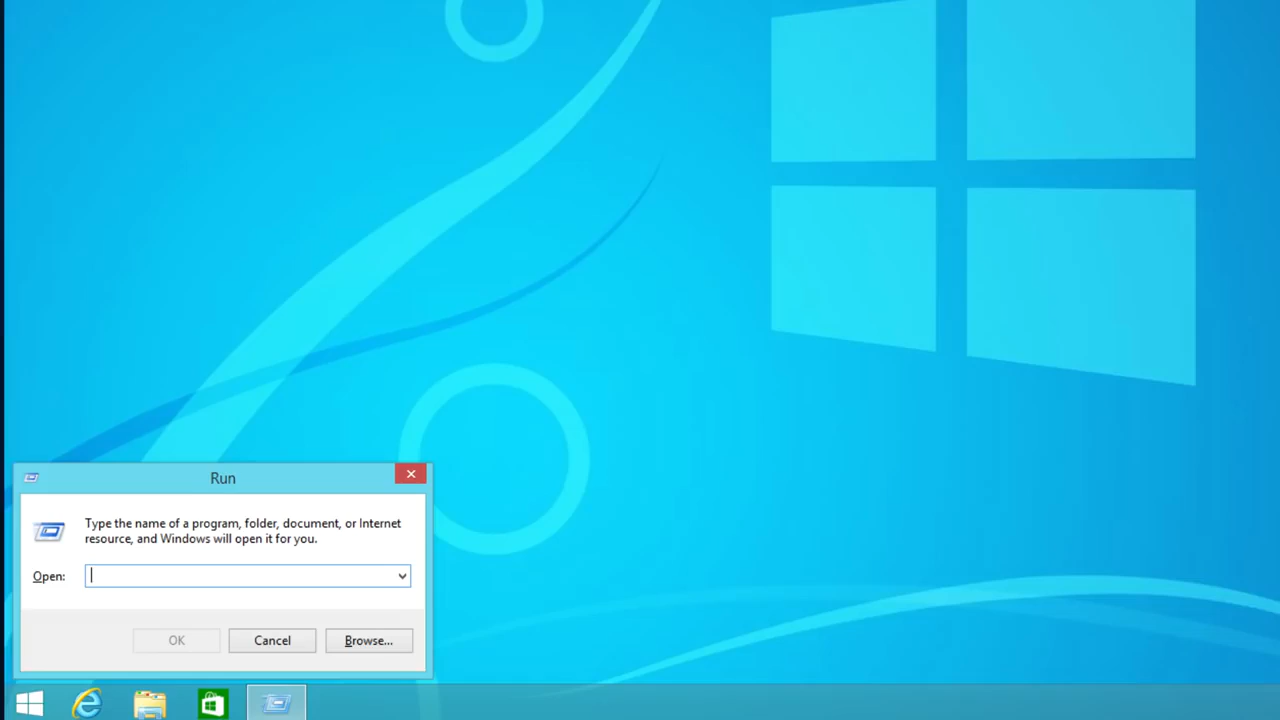 Run
Type the name of a program, folder, document, or Internet
resource, and Windows will open it for you.
Open:
OK
Cancel
Browse...